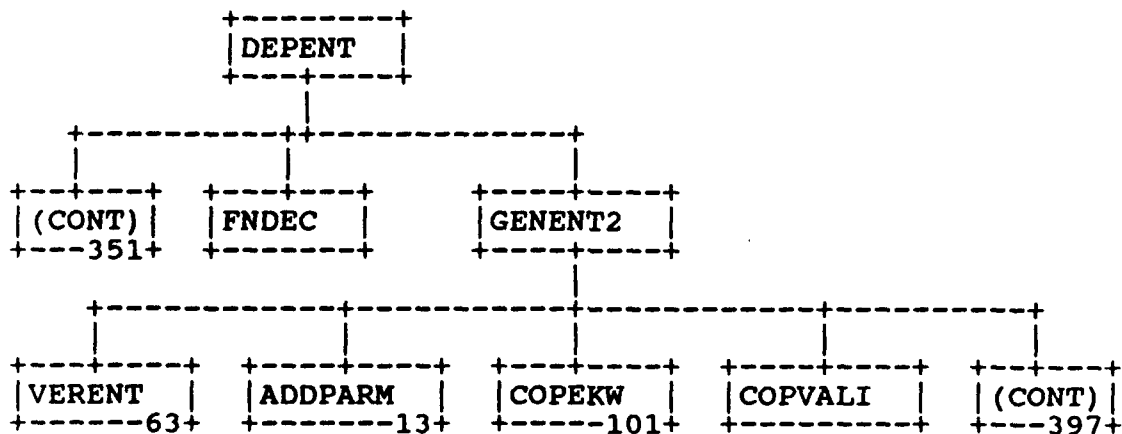 DEPENT
(CONT) FNDEC GENENT2
351
VERENT ADDPARM COPEKW COPVALI (CONT)
63 13 101 397